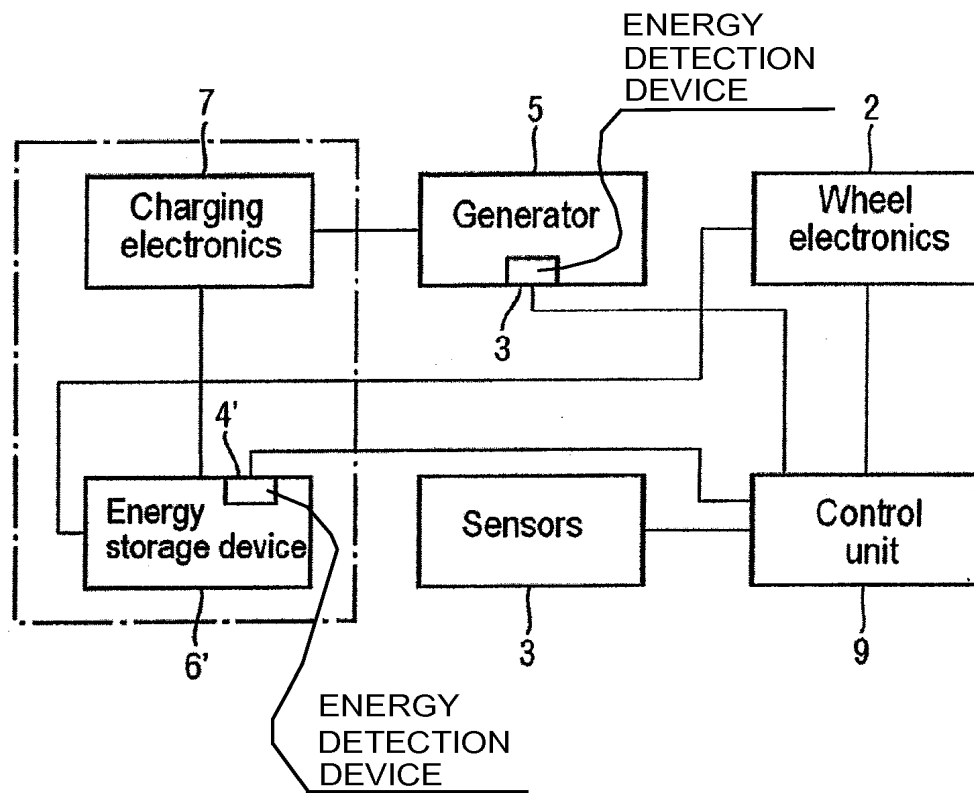 ENERGY
DETECTION
DEVICE
7
5
2
Charging
electronics
Generator
Wheel
electronics
3
4'
Energy
storage device
Sensors
Control
unit
6'
3
9
ENERGY
DETECTION
DEVICE